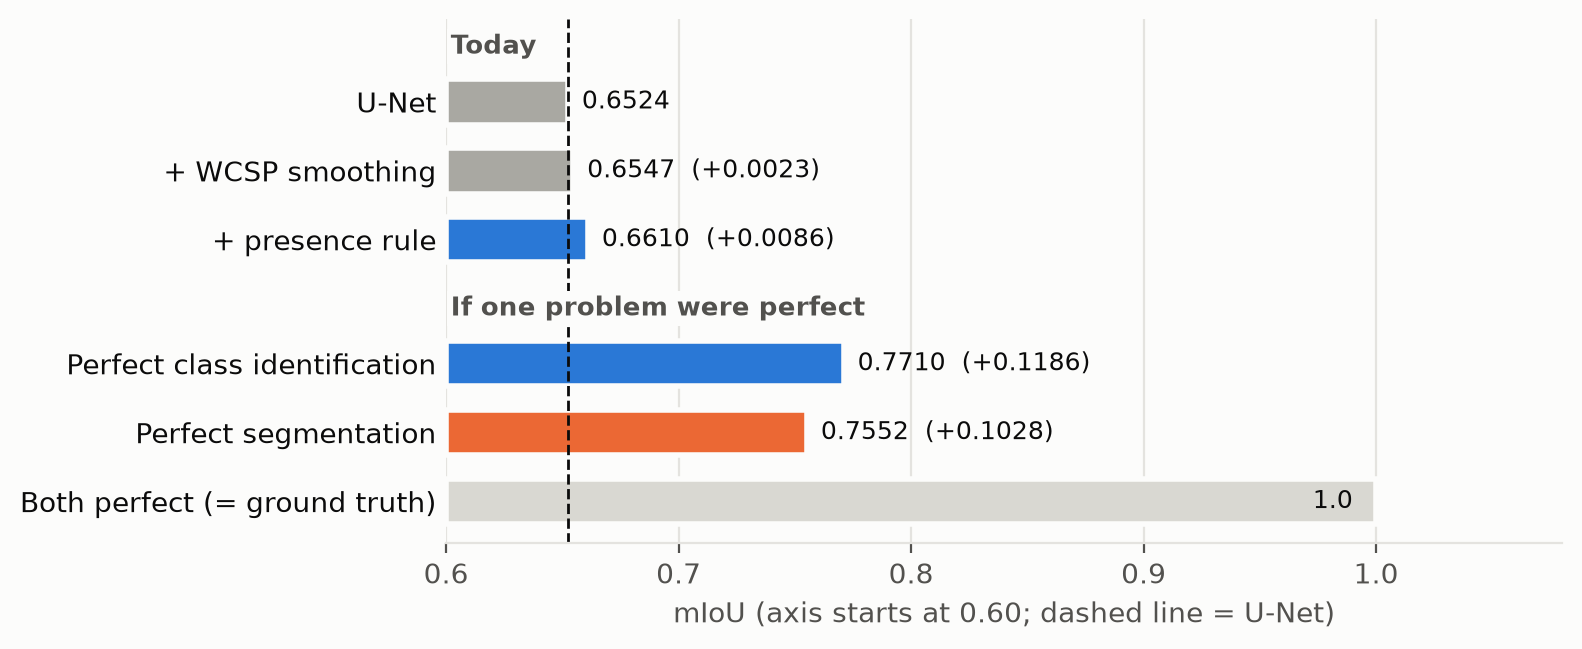 Today
U-Net 0.6524
+ WCSP smoothing 0.6547 (+0.0023)
+ presence rule 0.6610 (+0.0086)
If one problem were perfect
Perfect class identification 0.7710 (+0.1186)
Perfect segmentation 0.7552 (+0.1028)
Both perfect (= ground truth) 1.0
0.6 0.7 0.8 0.9 1.0
mIoU (axis starts at 0.60; dashed line = U-Net)